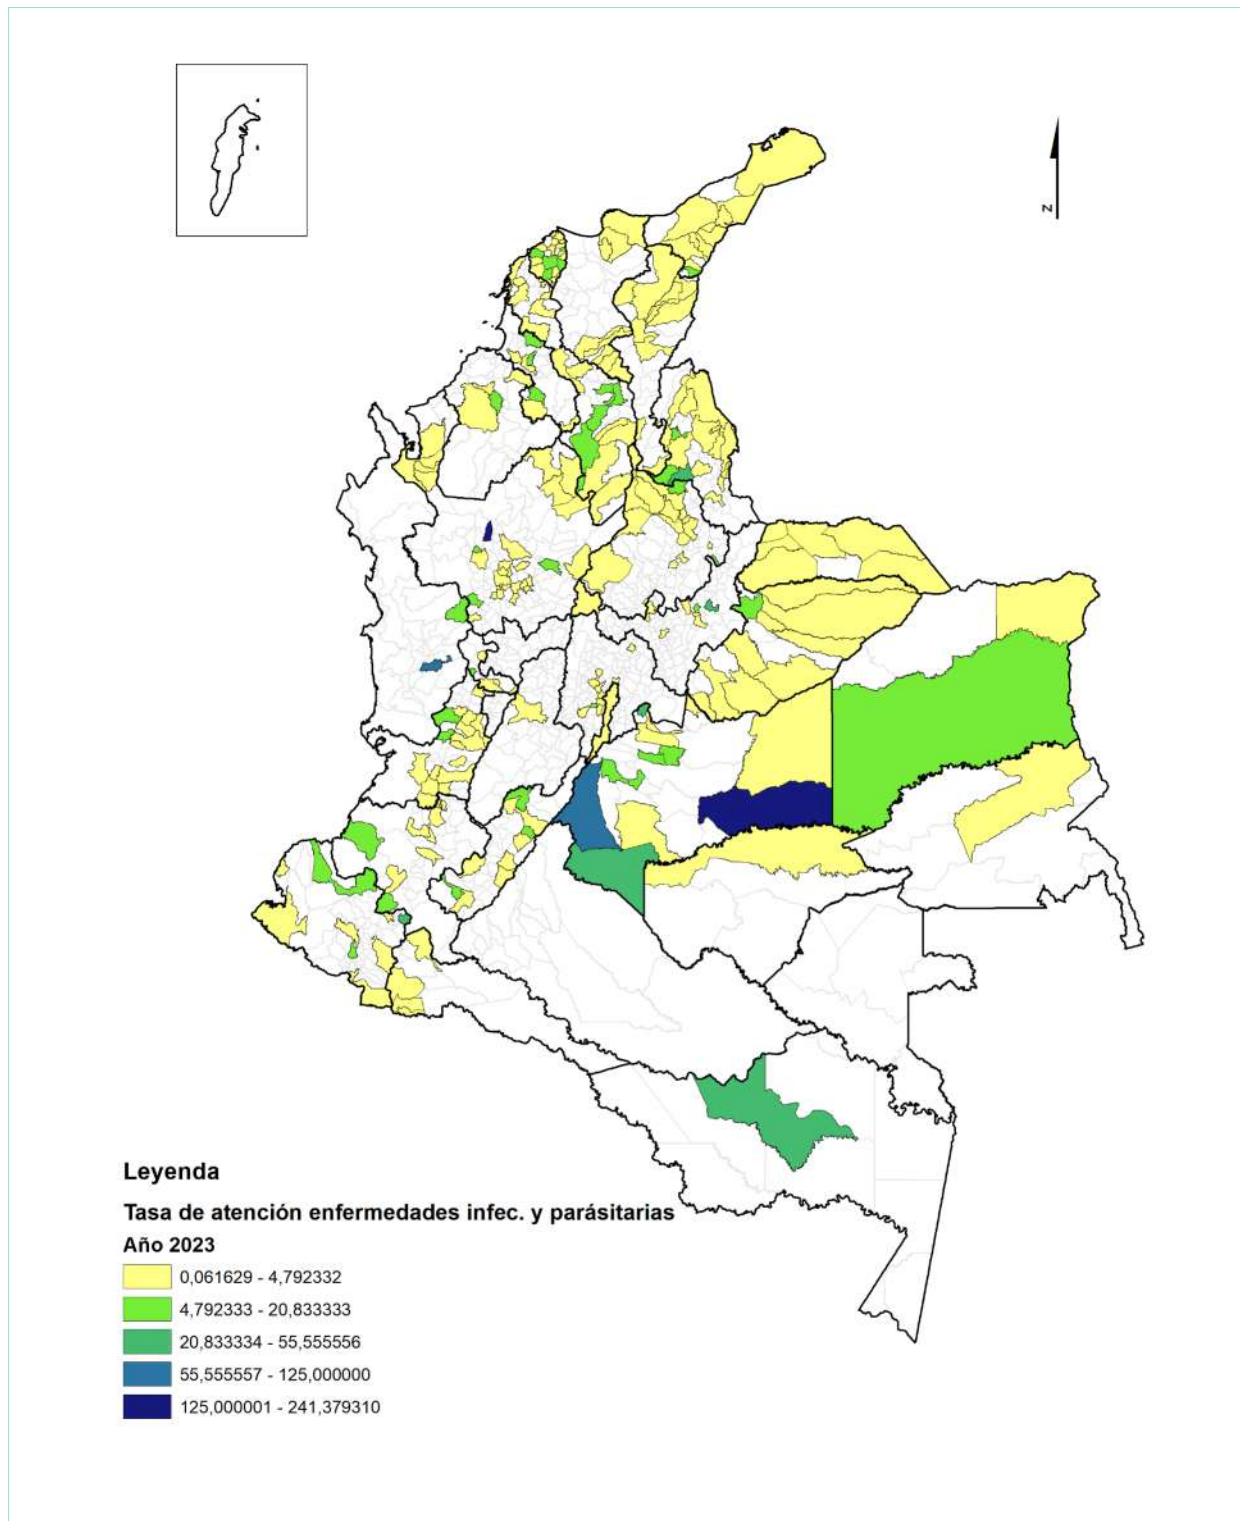 N
Leyenda
Tasa de atención enfermedades infec. y parásitarias
Año 2023
0,061629 - 4,792332
4,792333 - 20,833333
20,833334 - 55,555556
55,555557 - 125,000000
125,000001 - 241,379310